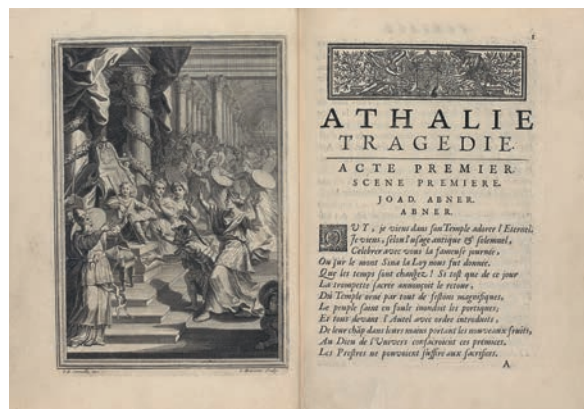 I
ATHALIE
TRAGEDIE.
ACTE PREMIER.
SCENE PREMIERE.
JOAD. ABNER.
ABNER.
OUY, je viens dans son Temple adorer l'Eternel.
Je viens, selon l'usage antique & solemnel,
Celebrer avec vous la fameuse journée,
Où sur le mont Sina la Loy nous fut donnée.
Que les temps sont changez! Si tost que de ce jour
La trompette sacrée annonçoit le retour,
Du Temple orné par tout de festons magnifiques,
Le peuple saint en foule inondoit les portiques;
Et tous devant l'Autel avec ordre introduits,
De leur chãp dans leurs mains portant les nouveaux fruits,
Au Dieu de l'Univers consacroient ces prémices.
Les Prestres ne pouvoient suffire aux sacrifices.
A